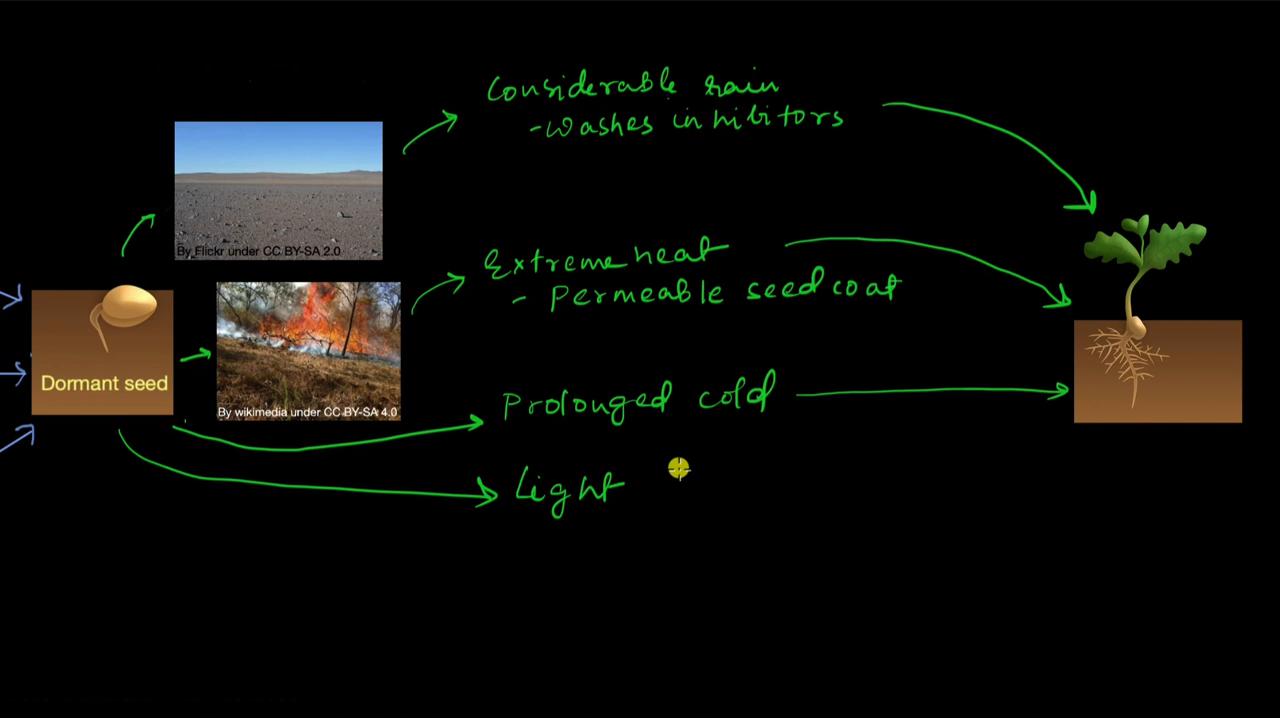 Considerable rain
-washes inhibitors
By Flickr under CC BY-SA 2.0
Extreme heat
- Permeable seed coat
Dormant seed
By wikimedia under CC BY-SA 4.0
Prolonged cold
Light